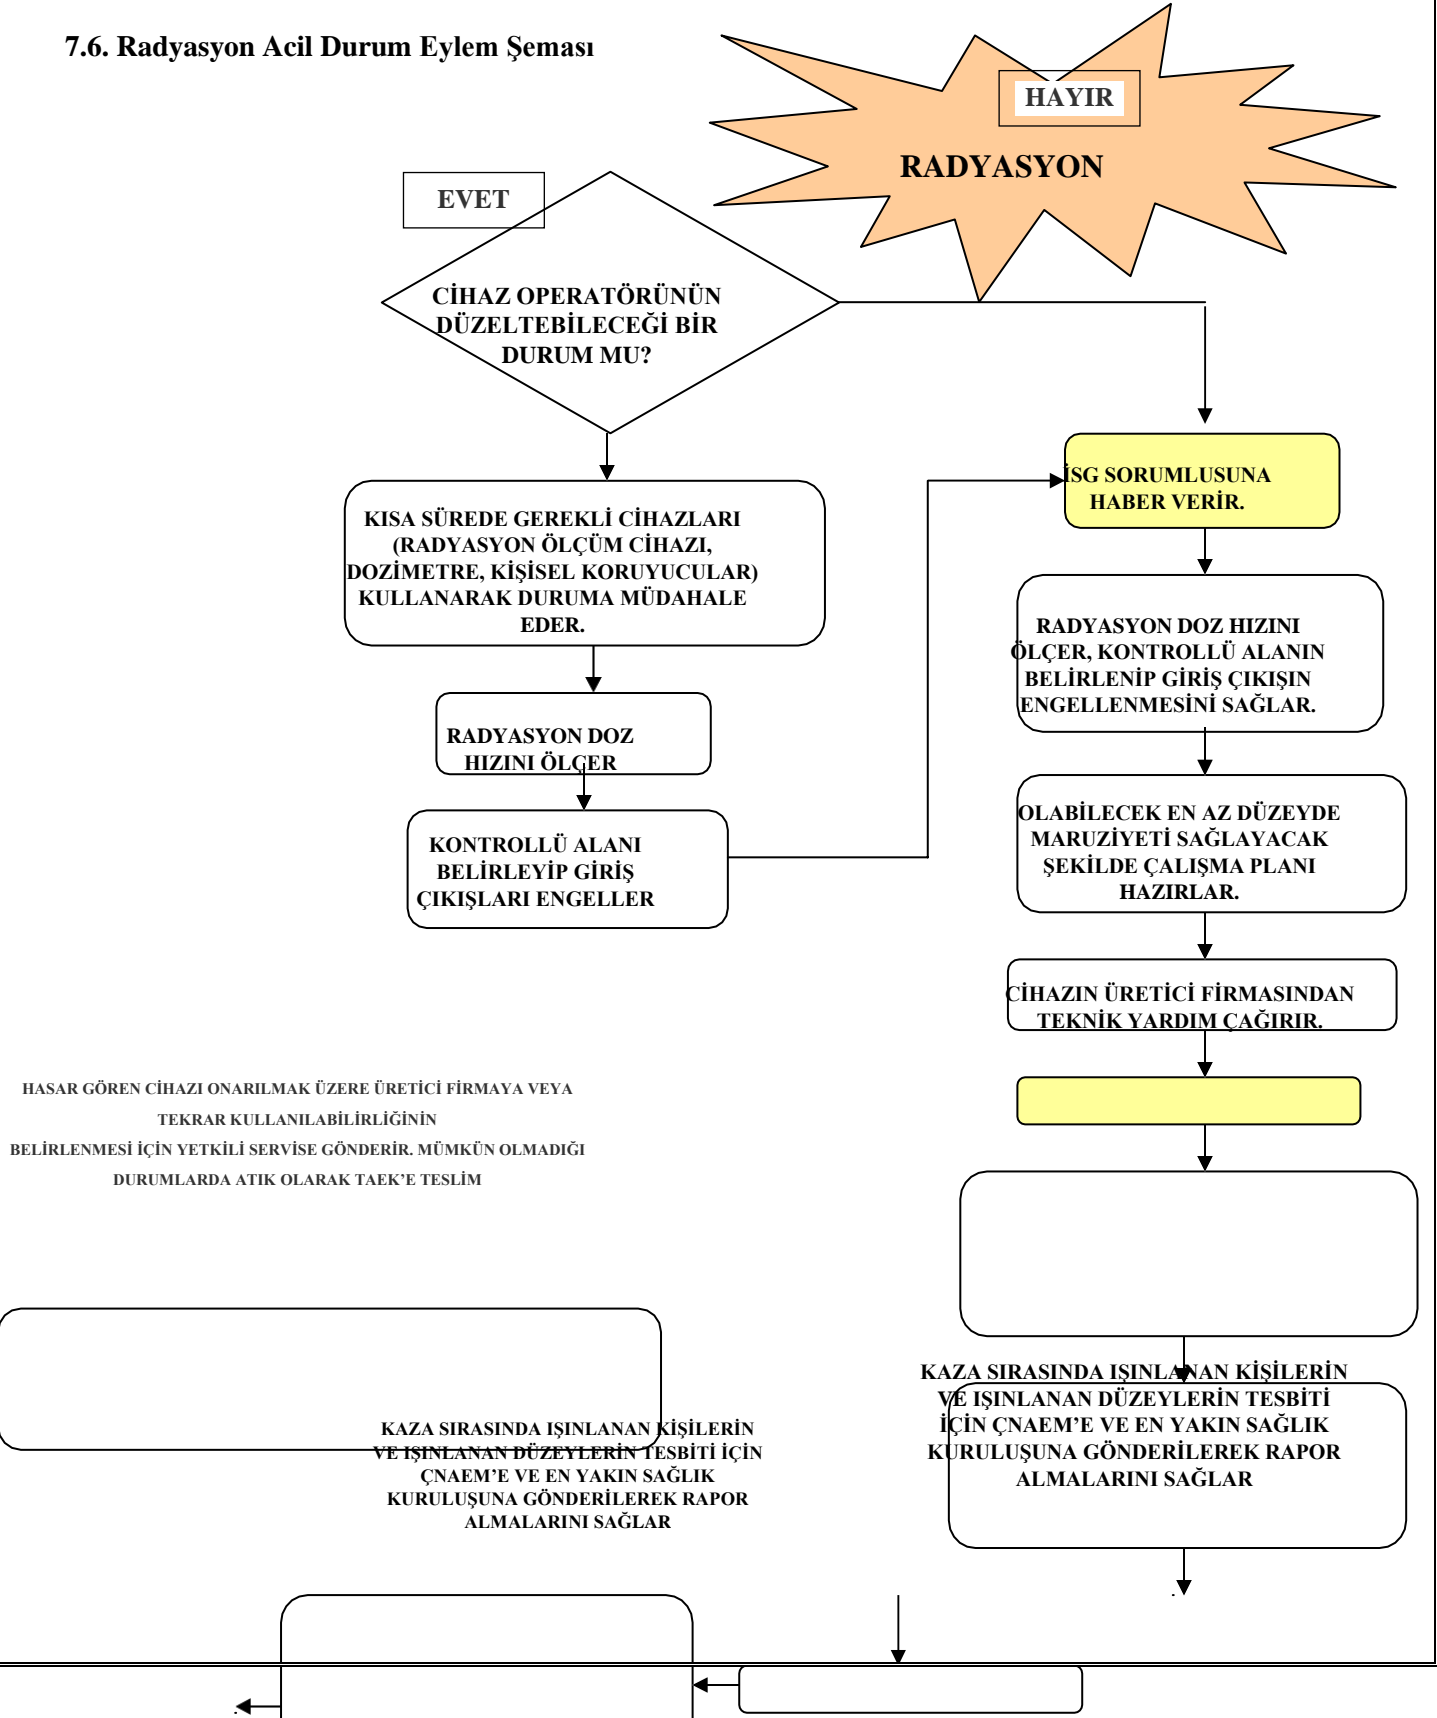 7.6. Radyasyon Acil Durum Eylem Şeması
HAYIR
RADYASYON
EVET
CİHAZ OPERATÖRÜNÜN
DÜZELTEBİLECEĞİ BİR
DURUM MU?
KISA SÜREDE GEREKLİ CİHAZLARI
(RADYASYON ÖLÇÜM CİHAZI,
DOZİMETRE, KİŞİSEL KORUYUCULAR)
KULLANARAK DURUMA MÜDAHALE
EDER.
RADYASYON DOZ
HIZINI ÖLÇER
KONTROLLÜ ALANI
BELİRLEYİP GİRİŞ
ÇIKIŞLARI ENGELLER
İSG SORUMLUSUNA
HABER VERİR.
RADYASYON DOZ HIZINI
ÖLÇER, KONTROLLÜ ALANIN
BELİRLENİP GİRİŞ ÇIKIŞIN
ENGELLENMESİNİ SAĞLAR.
OLABİLECEK EN AZ DÜZEYDE
MARUZİYETİ SAĞLAYACAK
ŞEKİLDE ÇALIŞMA PLANI
HAZIRLAR.
CİHAZIN ÜRETİCİ FİRMASINDAN
TEKNİK YARDIM ÇAĞIRIR.
HASAR GÖREN CİHAZI ONARILMAK ÜZERE ÜRETİCİ FİRMAYA VEYA
TEKRAR KULLANILABİLİRLİĞİNİN
BELİRLENMESİ İÇİN YETKİLİ SERVİSE GÖNDERİR. MÜMKÜN OLMADIĞI
DURUMLARDA ATIK OLARAK TAEK’E TESLİM
KAZA SIRASINDA IŞINLANAN KİŞİLERİN
VE IŞINLANAN DÜZEYLERİN TESBİTİ
İÇİN ÇNAEM’E VE EN YAKIN SAĞLIK
KURULUŞUNA GÖNDERİLEREK RAPOR
ALMALARINI SAĞLAR
KAZA SIRASINDA IŞINLANAN KİŞİLERİN
VE IŞINLANAN DÜZEYLERİN TESBİTİ İÇİN
ÇNAEM’E VE EN YAKIN SAĞLIK
KURULUŞUNA GÖNDERİLEREK RAPOR
ALMALARINI SAĞLAR